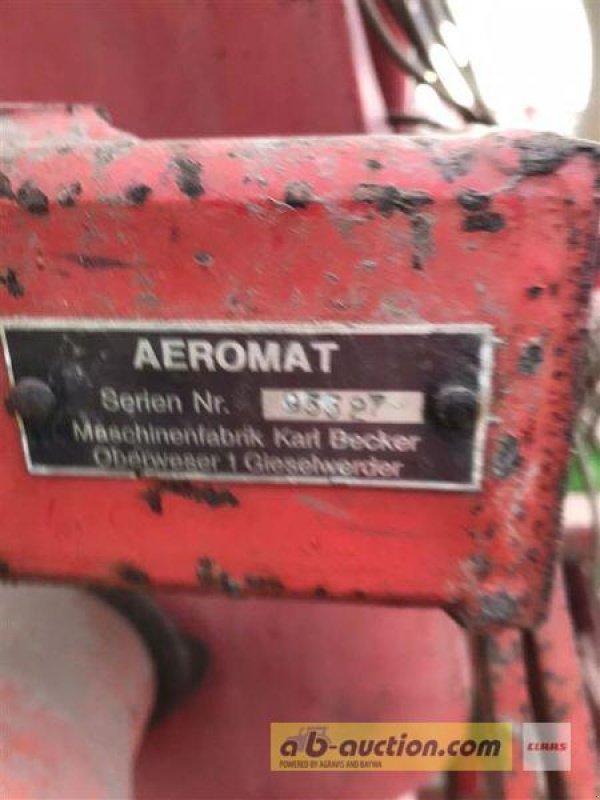 AEROMAT
Serien Nr.
Maschinenfabrik Karl Becker
Oberweser 1 Gieselwerder
ab-auction.com
POWERED BY AGRAVIS AND BAYWA
CLAAS